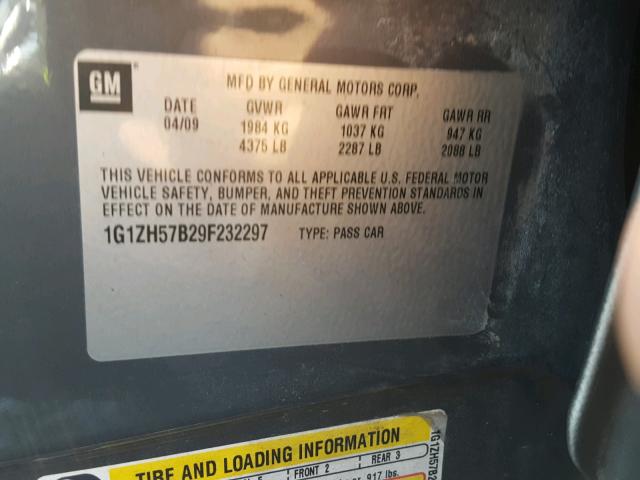 GM
MFD BY GENERAL MOTORS CORP.
DATE GVWR GAWR FRT GAWR RR
04/09 1984 KG 1037 KG 947 KG
4375 LB 2287 LB 2088 LB
THIS VEHICLE CONFORMS TO ALL APPLICABLE U.S. FEDERAL MOTOR
VEHICLE SAFETY, BUMPER, AND THEFT PREVENTION STANDARDS IN
EFFECT ON THE DATE OF MANUFACTURE SHOWN ABOVE.
1G1ZH57B29F232297 TYPE: PASS CAR
TIRE AND LOADING INFORMATION
FRONT 2 REAR 3
917 lbs.
1G1ZH57B2